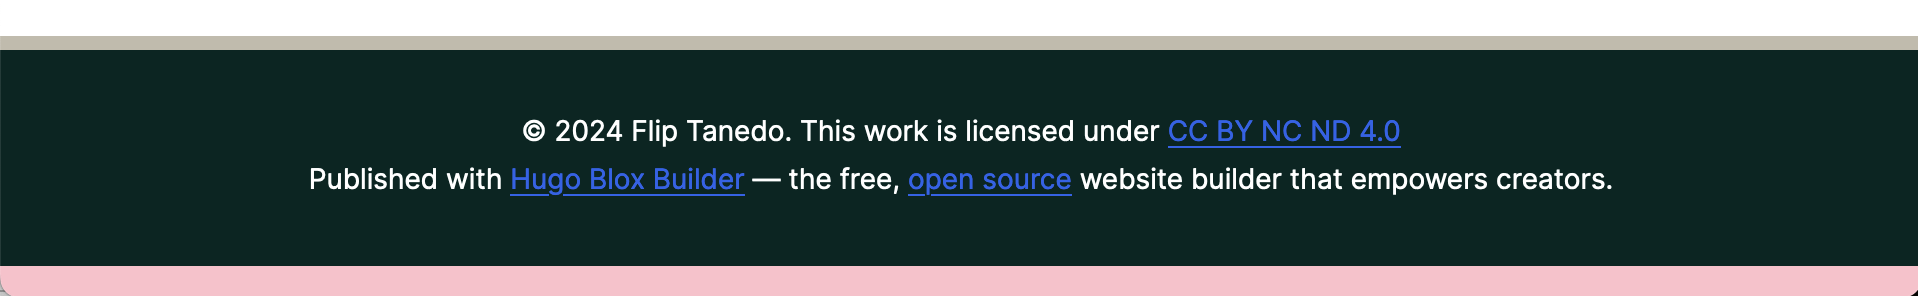 © 2024 Flip Tanedo. This work is licensed under CC BY NC ND 4.0
Published with Hugo Blox Builder — the free, open source website builder that empowers creators.